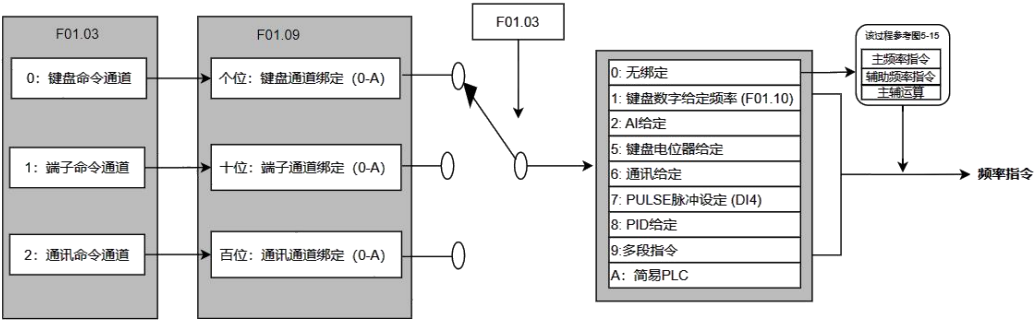 F01.03
0：键盘命令通道
1：端子命令通道
2：通讯命令通道
F01.09
个位：键盘通道绑定（0-A）
十位：端子通道绑定（0-A）
百位：通讯通道绑定（0-A）
F01.03
0: 无绑定
1: 键盘数字给定频率 (F01.10)
2: AI给定
5: 键盘电位器给定
6: 通讯给定
7: PULSE脉冲设定 (DI4)
8: PID给定
9:多段指令
A：简易PLC
该过程参考图5-15
主频率指令
辅助频率指令
主辅运算
频率指令